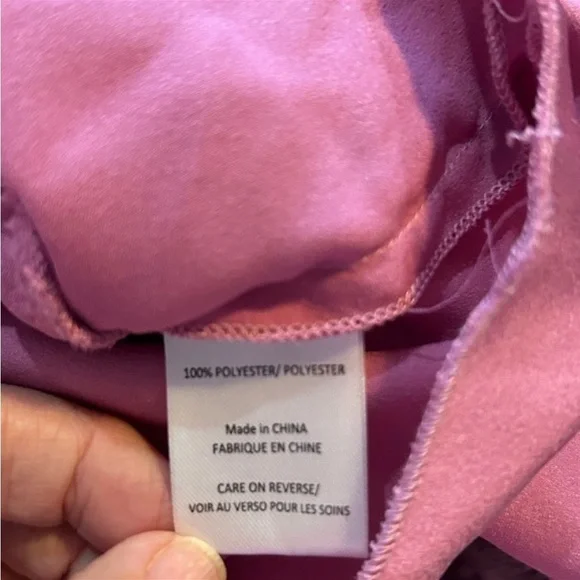 100% POLYESTER/ POLYESTER
Made in CHINA
FABRIQUE EN CHINE
CARE ON REVERSE/
VOIR AU VERSO POUR LES SOINS